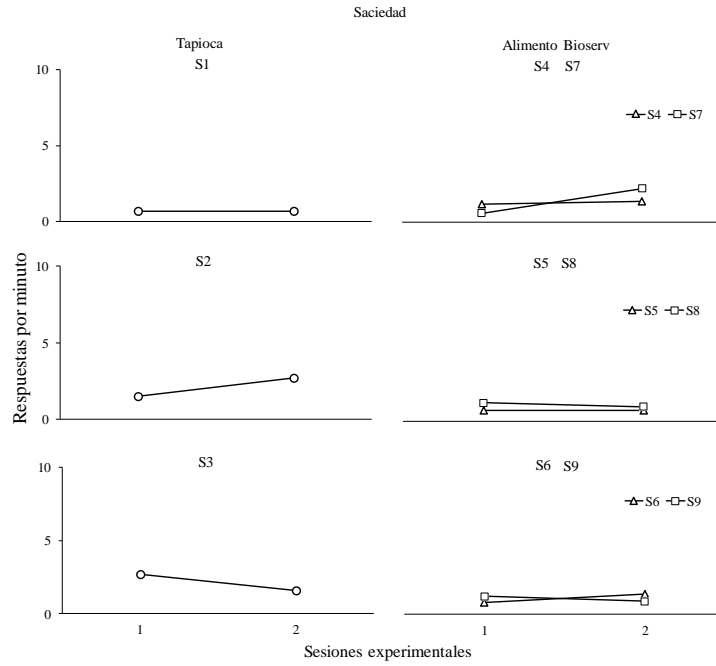 Saciedad
Tapioca
S1
Alimento Bioserv
S4 S7
10
5
0
S4 S7
S2
S5 S8
10
5
0
S5 S8
Respuestas por minuto
S3
S6 S9
10
5
0
S6 S9
1 2
1 2
Sesiones experimentales